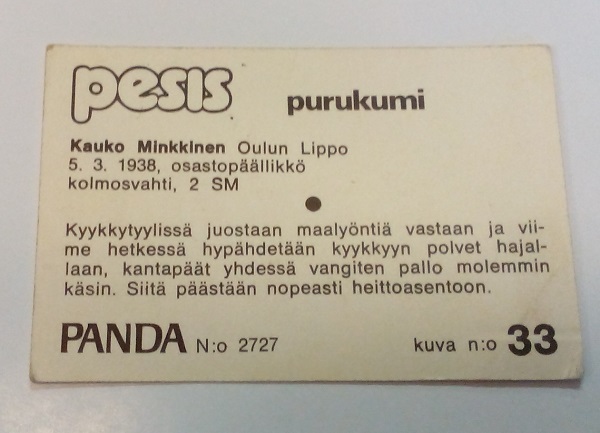 pesis purukumi
Kauko Minkkinen Oulun Lippo
5. 3. 1938, osastopäällikkö
kolmosvahti, 2 SM
Kyykkytyylissä juostaan maalyöntiä vastaan ja vii-
me hetkessä hypähdetään kyykkyyn polvet hajal-
laan, kantapäät yhdessä vangiten pallo molemmin
käsin. Siitä päästään nopeasti heittoasentoon.
PANDA N:o 2727 kuva n:o 33